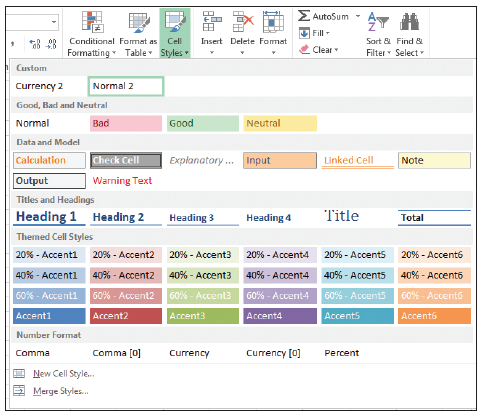 AutoSum
Fill
Clear
Conditional Formatting
Format as Table
Cell Styles
Insert
Delete
Format
Sort & Filter
Find & Select
, .0 .00 .00 .0
Custom
Currency 2 Normal 2
Good, Bad and Neutral
Normal Bad Good Neutral
Data and Model
Calculation Check Cell Explanatory ... Input Linked Cell Note
Output Warning Text
Titles and Headings
Heading 1 Heading 2 Heading 3 Heading 4 Title Total
Themed Cell Styles
20% - Accent1 20% - Accent2 20% - Accent3 20% - Accent4 20% - Accent5 20% - Accent6
40% - Accent1 40% - Accent2 40% - Accent3 40% - Accent4 40% - Accent5 40% - Accent6
60% - Accent1 60% - Accent2 60% - Accent3 60% - Accent4 60% - Accent5 60% - Accent6
Accent1 Accent2 Accent3 Accent4 Accent5 Accent6
Number Format
Comma Comma [0] Currency Currency [0] Percent
New Cell Style...
Merge Styles...